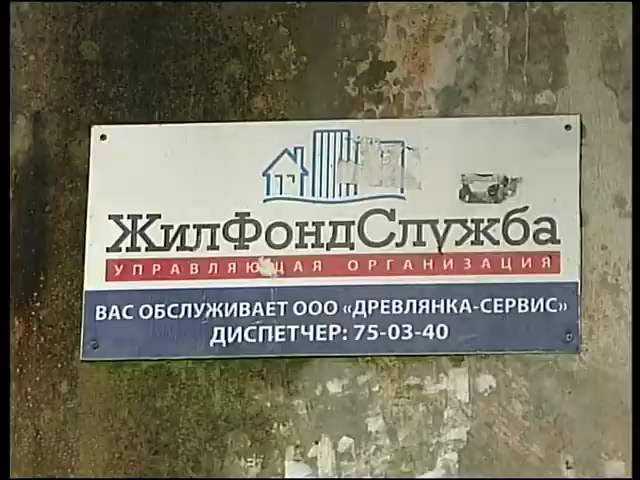 ЖилФондСлужба
УПРАВЛЯЮЩАЯ ОРГАНИЗАЦИЯ
ВАС ОБСЛУЖИВАЕТ ООО «ДРЕВЛЯНКА-СЕРВИС»
ДИСПЕТЧЕР: 75-03-40